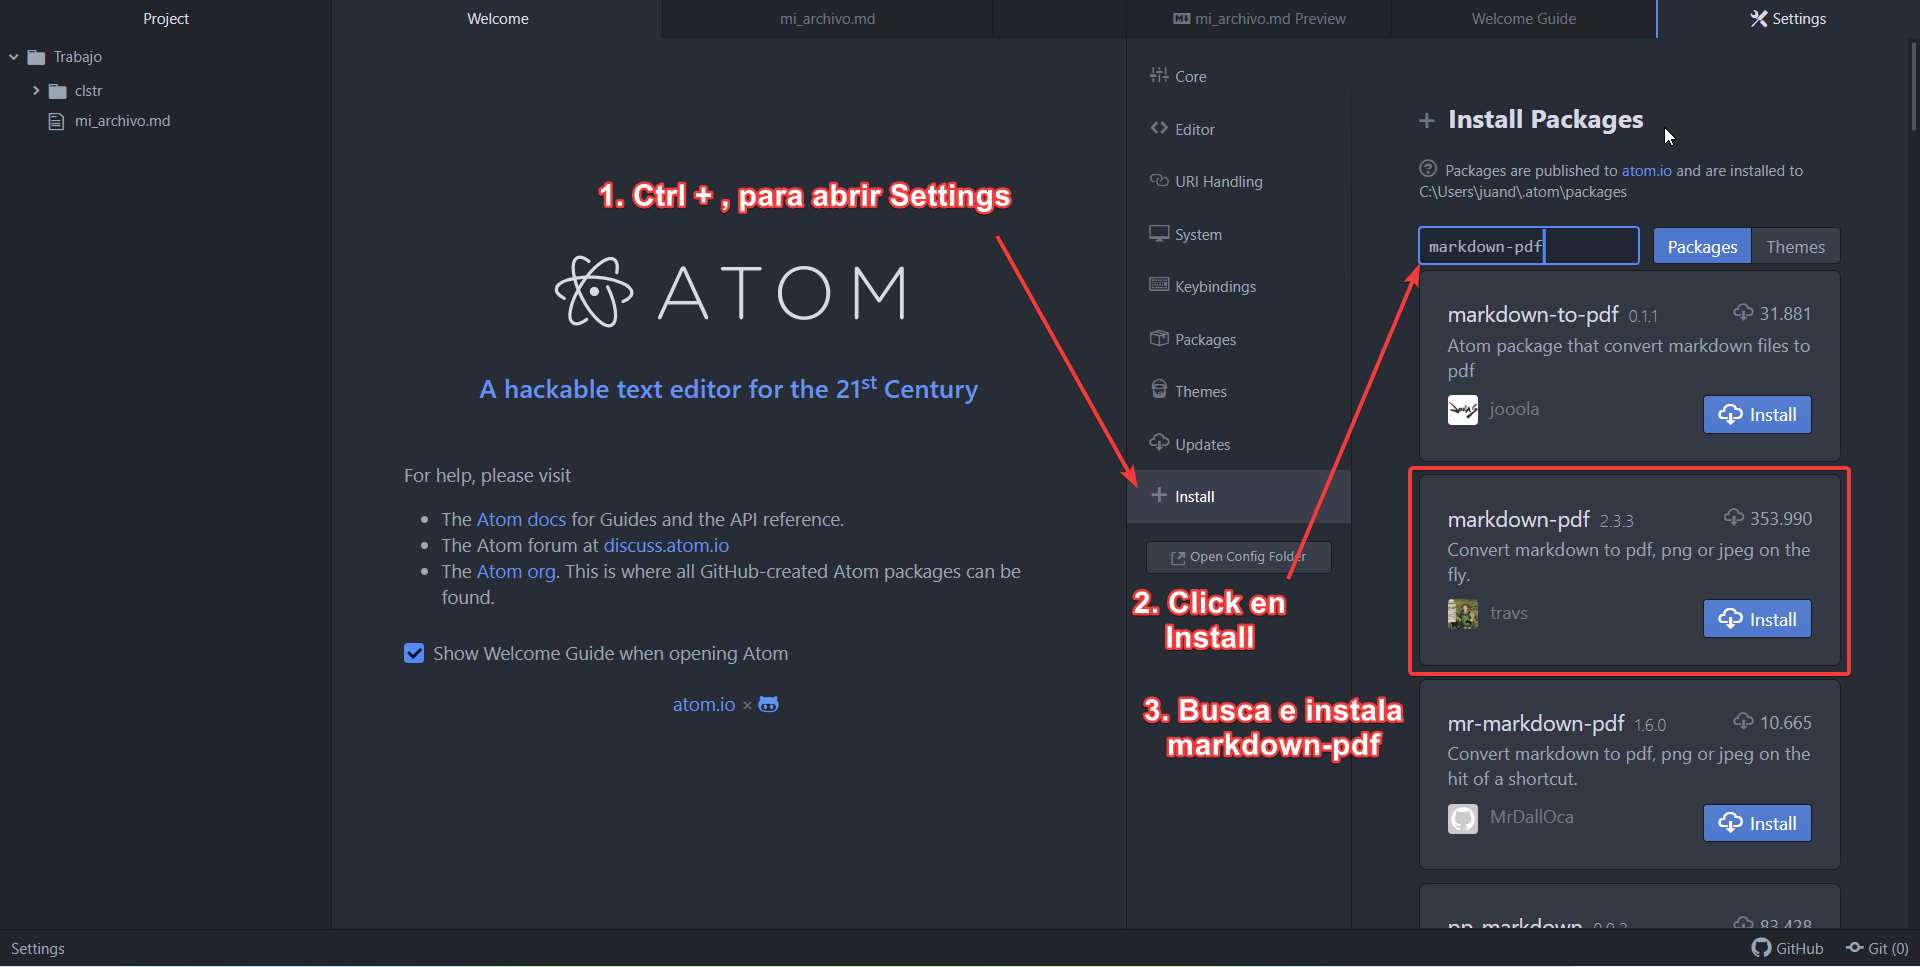 Project
Welcome
mi_archivo.md
mi_archivo.md Preview
Welcome Guide
Settings
Trabajo
clstr
mi_archivo.md
1. Ctrl + , para abrir Settings
ATOM
A hackable text editor for the 21st Century
For help, please visit
The Atom docs for Guides and the API reference.
The Atom forum at discuss.atom.io
The Atom org. This is where all GitHub-created Atom packages can be
found.
Show Welcome Guide when opening Atom
atom.io ×
Core
Editor
URI Handling
System
Keybindings
Packages
Themes
Updates
Install
Open Config Folder
2. Click en
Install
3. Busca e instala
markdown-pdf
Install Packages
Packages are published to atom.io and are installed to
C:\Users\juand\.atom\packages
markdown-pdf
Packages
Themes
markdown-to-pdf 0.1.1 31.881
Atom package that convert markdown files to
pdf
jooola
Install
markdown-pdf 2.3.3 353.990
Convert markdown to pdf, png or jpeg on the
fly.
travs
Install
mr-markdown-pdf 1.6.0 10.665
Convert markdown to pdf, png or jpeg on the
hit of a shortcut.
MrDallOca
Install
pp-markdown 0.0.2 83.428
Settings
GitHub
Git (0)